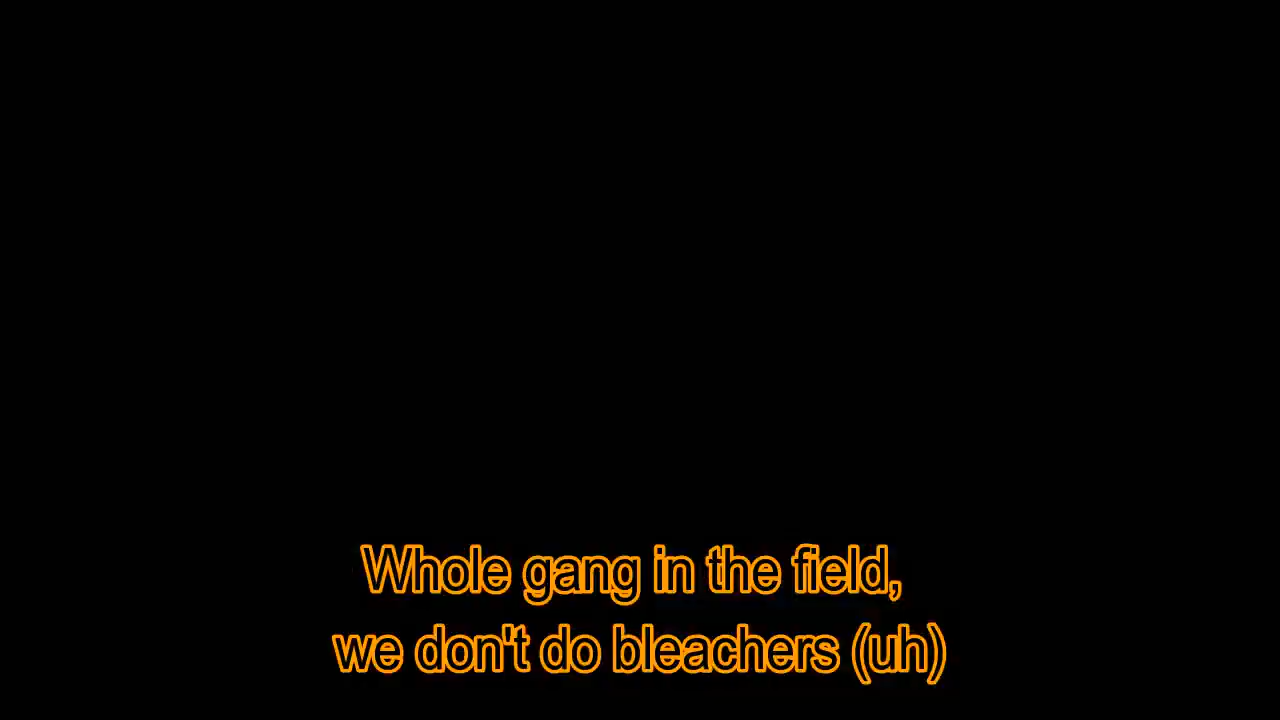 Whole gang in the field,
we don't do bleachers (uh)